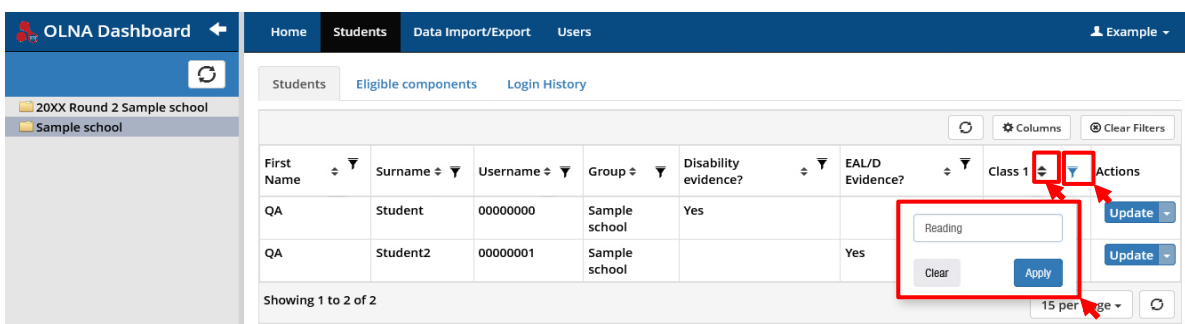 OLNA Dashboard
Home Students Data Import/Export Users Example
Students Eligible components Login History
20XX Round 2 Sample school
Sample school
Columns Clear Filters
First Name Surname Username Group Disability evidence? EAL/D Evidence? Class 1 Actions
QA Student 00000000 Sample school Yes Update
Reading
QA Student2 00000001 Sample school Yes Update
Clear Apply
Showing 1 to 2 of 2
15 per